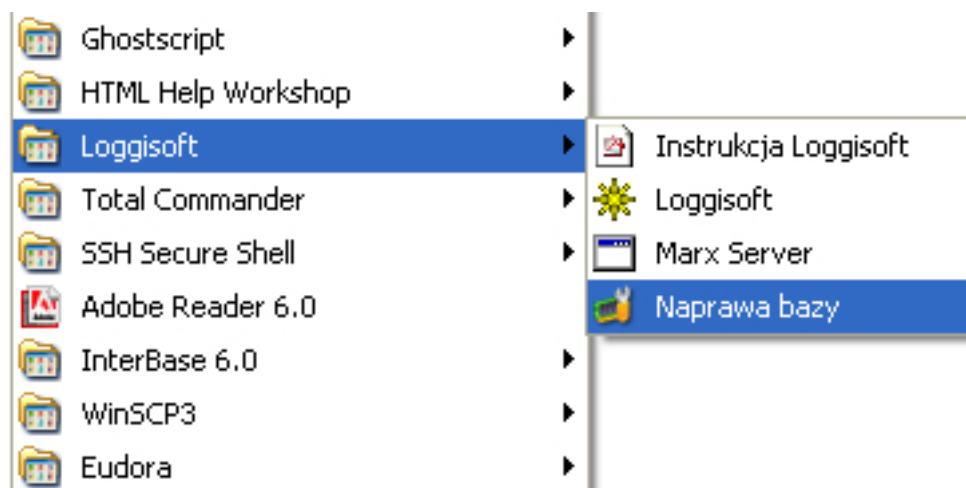 Ghostscript
HTML Help Workshop
Loggisoft
Total Commander
SSH Secure Shell
Adobe Reader 6.0
InterBase 6.0
WinSCP3
Eudora
Instrukcja Loggisoft
Loggisoft
Marx Server
Naprawa bazy